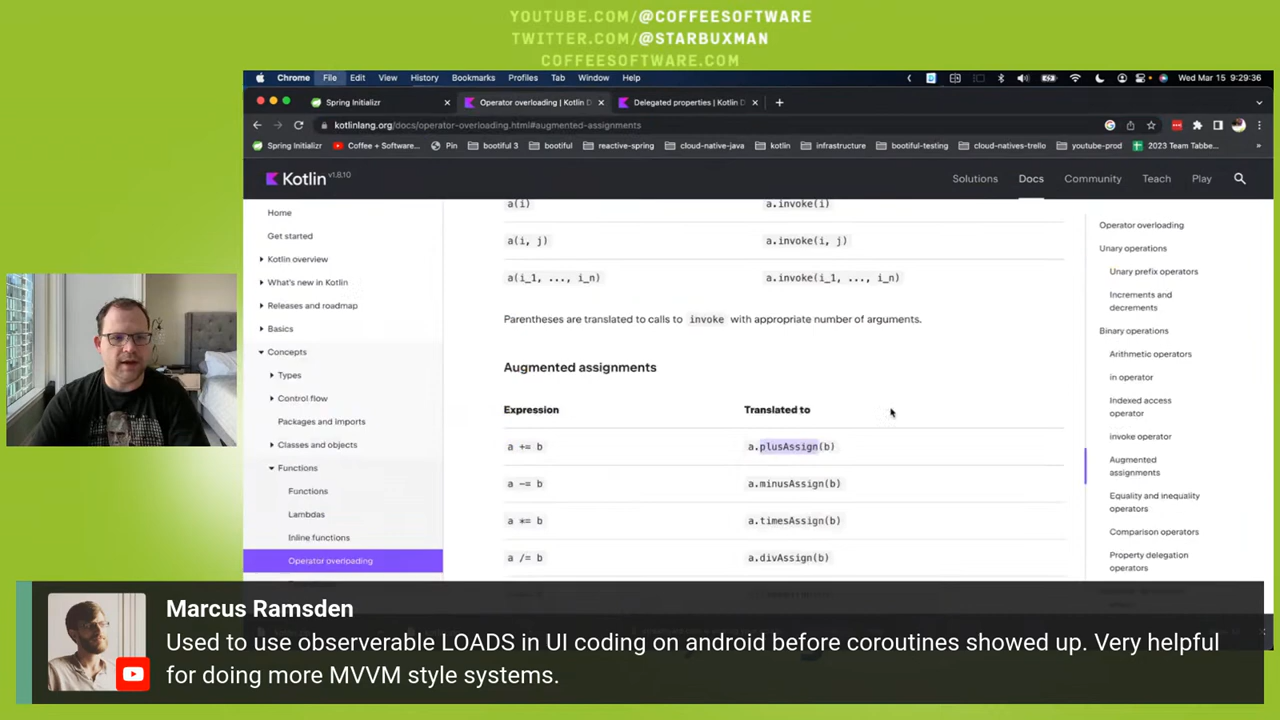 YOUTUBE.COM/@COFFEESOFTWARE
TWITTER.COM/@STARBUXMAN
COFFEESOFTWARE.COM
Chrome File Edit View History Bookmarks Profiles Tab Window Help Wed Mar 15 9:29:36
Spring Initializr × Operator overloading | Kotlin D × Delegated properties | Kotlin D × +
kotlinlang.org/docs/operator-overloading.html#augmented-assignments
Spring Initializr Coffee + Software... Pin bootiful 3 bootiful reactive-spring cloud-native-java kotlin infrastructure bootiful-testing cloud-natives-trello youtube-prod 2023 Team Tabbe... »
Kotlin v1.8.10 Solutions Docs Community Teach Play
Home
Get started
Kotlin overview
What's new in Kotlin
Releases and roadmap
Basics
Concepts
Types
Control flow
Packages and imports
Classes and objects
Functions
Functions
Lambdas
Inline functions
Operator overloading
a(i) a.invoke(i)
a(i, j) a.invoke(i, j)
a(i_1, ..., i_n) a.invoke(i_1, ..., i_n)
Parentheses are translated to calls to invoke with appropriate number of arguments.
Augmented assignments
Expression Translated to
a += b a.plusAssign(b)
a -= b a.minusAssign(b)
a *= b a.timesAssign(b)
a /= b a.divAssign(b)
Operator overloading
Unary operations
Unary prefix operators
Increments and
decrements
Binary operations
Arithmetic operators
in operator
Indexed access
operator
invoke operator
Augmented
assignments
Equality and inequality
operators
Comparison operators
Property delegation
operators
Marcus Ramsden
Used to use observerable LOADS in UI coding on android before coroutines showed up. Very helpful
for doing more MVVM style systems.